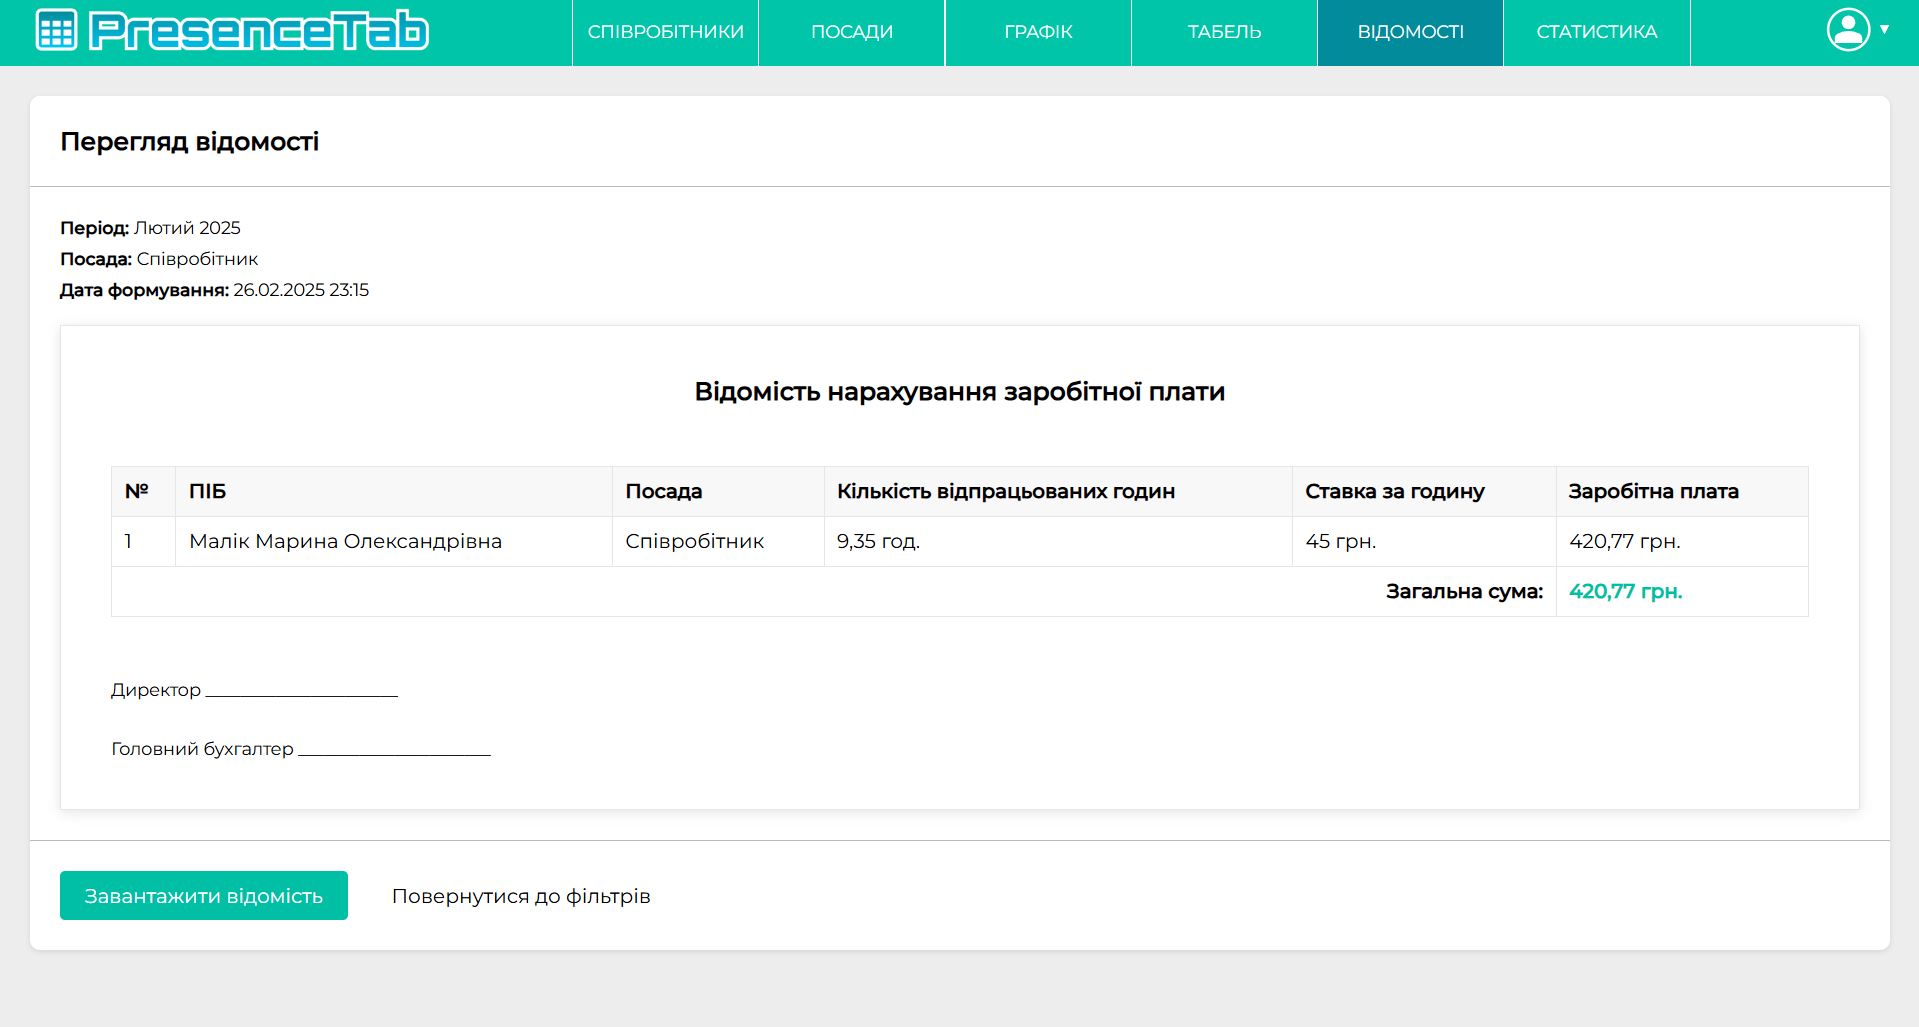 PresenceTab
СПІВРОБІТНИКИ
ПОСАДИ
ГРАФІК
ТАБЕЛЬ
ВІДОМОСТІ
СТАТИСТИКА
Перегляд відомості
Період: Лютий 2025
Посада: Співробітник
Дата формування: 26.02.2025 23:15
Відомість нарахування заробітної плати
№ ПІБ Посада Кількість відпрацьованих годин Ставка за годину Заробітна плата
1 Малік Марина Олександрівна Співробітник 9,35 год. 45 грн. 420,77 грн.
Загальна сума: 420,77 грн.
Директор ____________________
Головний бухгалтер ____________________
Завантажити відомість
Повернутися до фільтрів